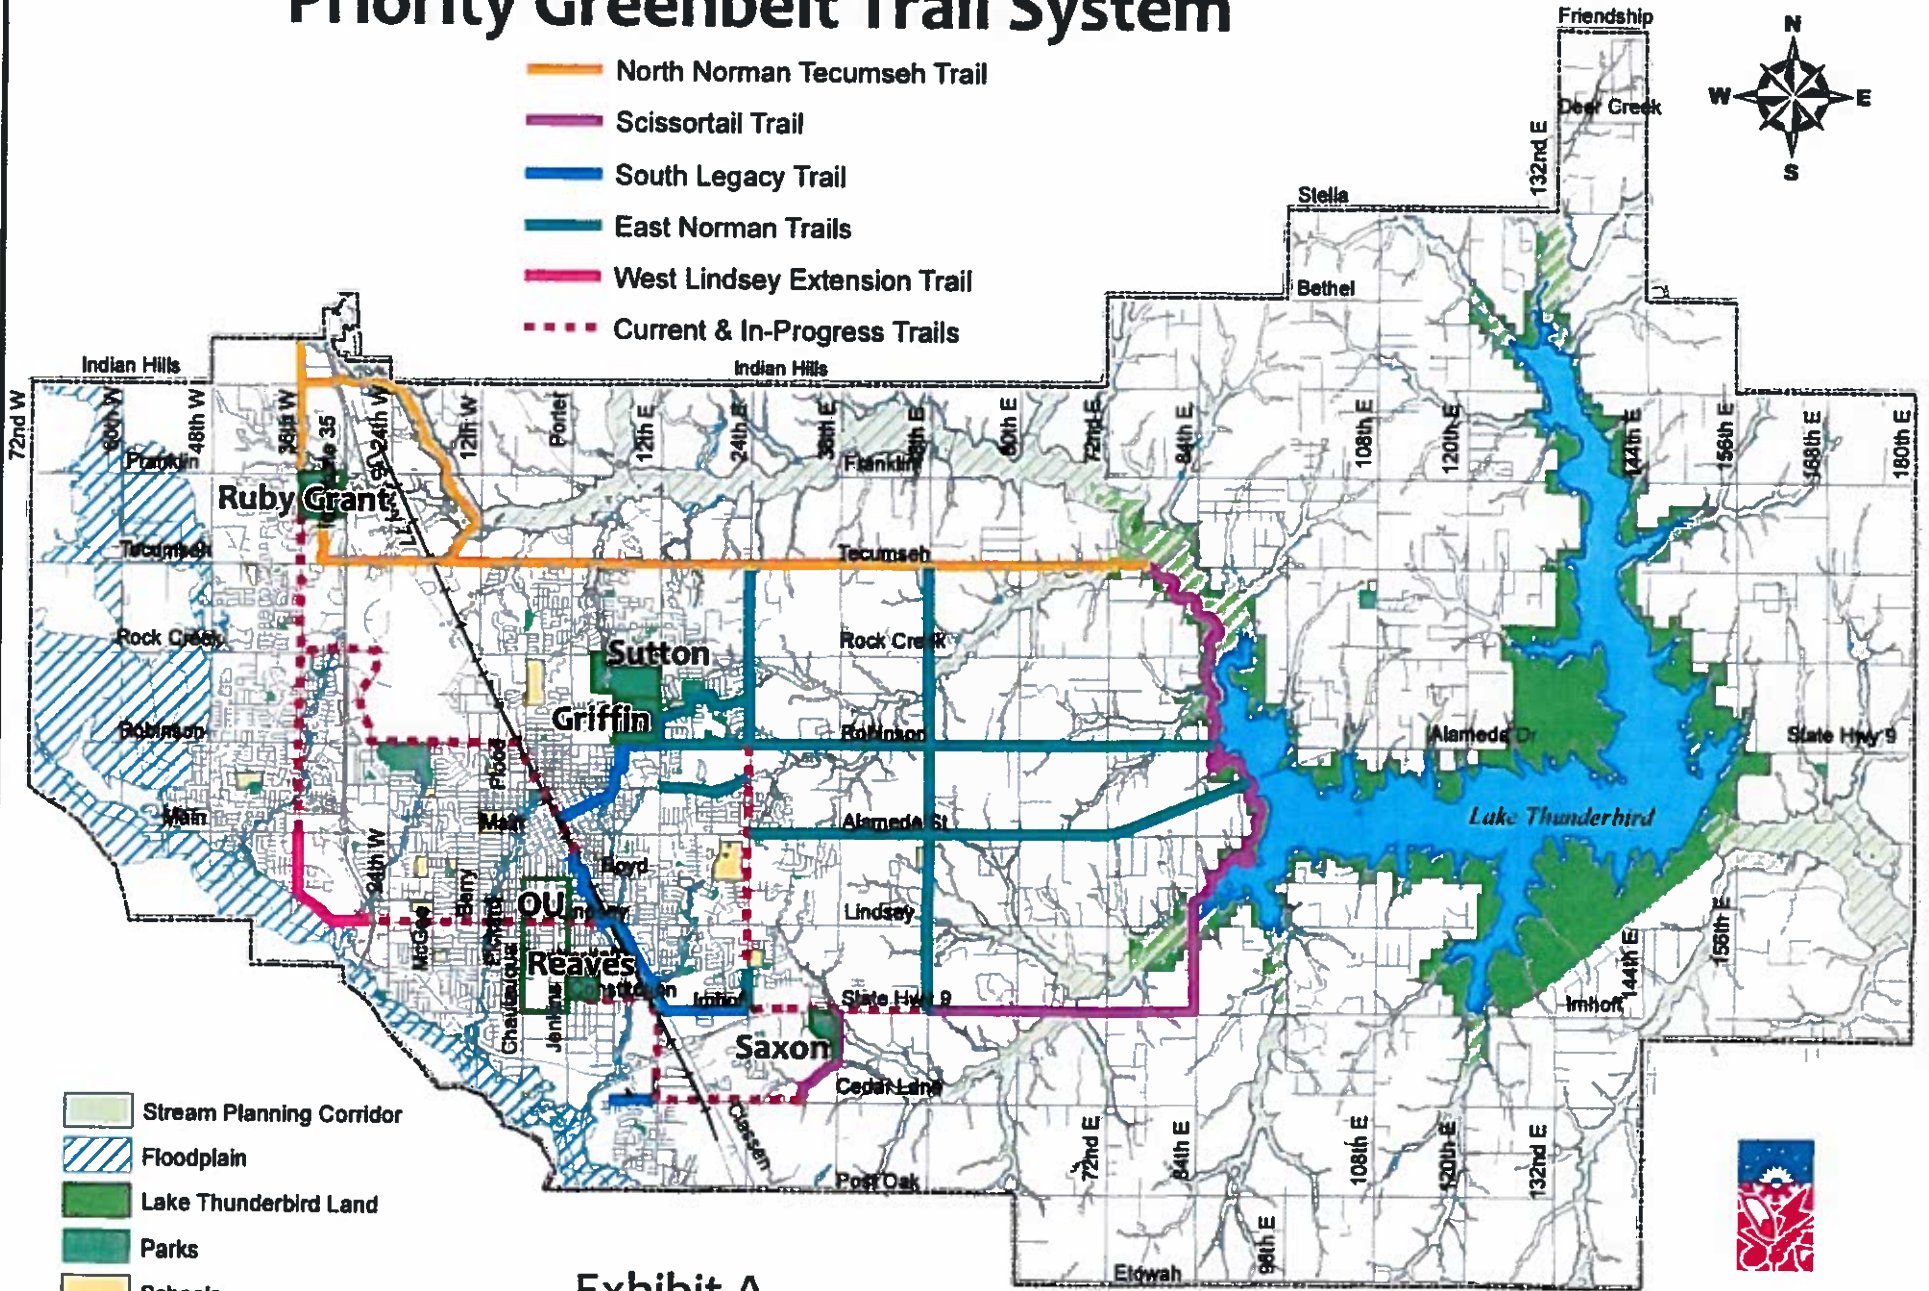 Priority Greenbelt Trail System
North Norman Tecumseh Trail
Scissortail Trail
South Legacy Trail
East Norman Trails
West Lindsey Extension Trail
Current & In-Progress Trails
N
W
E
S
Friendship
Deer Creek
132nd E
Stella
Bethel
Indian Hills
Indian Hills
72nd W
60th W
48th W
36th W
24th W
12th W
Porter
12th E
24th E
36th E
48th E
60th E
72nd E
84th E
108th E
120th E
144th E
156th E
168th E
180th E
Franklin
Franklin
Ruby Grant
Tecumseh
Tecumseh
Rock Creek
Rock Creek
Sutton
Griffin
Robinson
Robinson
Flood
Alameda Dr
State Hwy 9
Main
Main
Alameda St
Lake Thunderbird
24th W
Boyd
Berry
OU
Lindsey
Lindsey
McGee
Pickard
Reaves
Constitution
Chautauqua
Jenkins
Imhoff
State Hwy 9
156th E
144th E
Imhoff
Saxon
Cedar Lane
Classen
72nd E
84th E
108th E
120th E
132nd E
Post Oak
96th E
Etowah
Stream Planning Corridor
Floodplain
Lake Thunderbird Land
Parks
Schools
Exhibit A